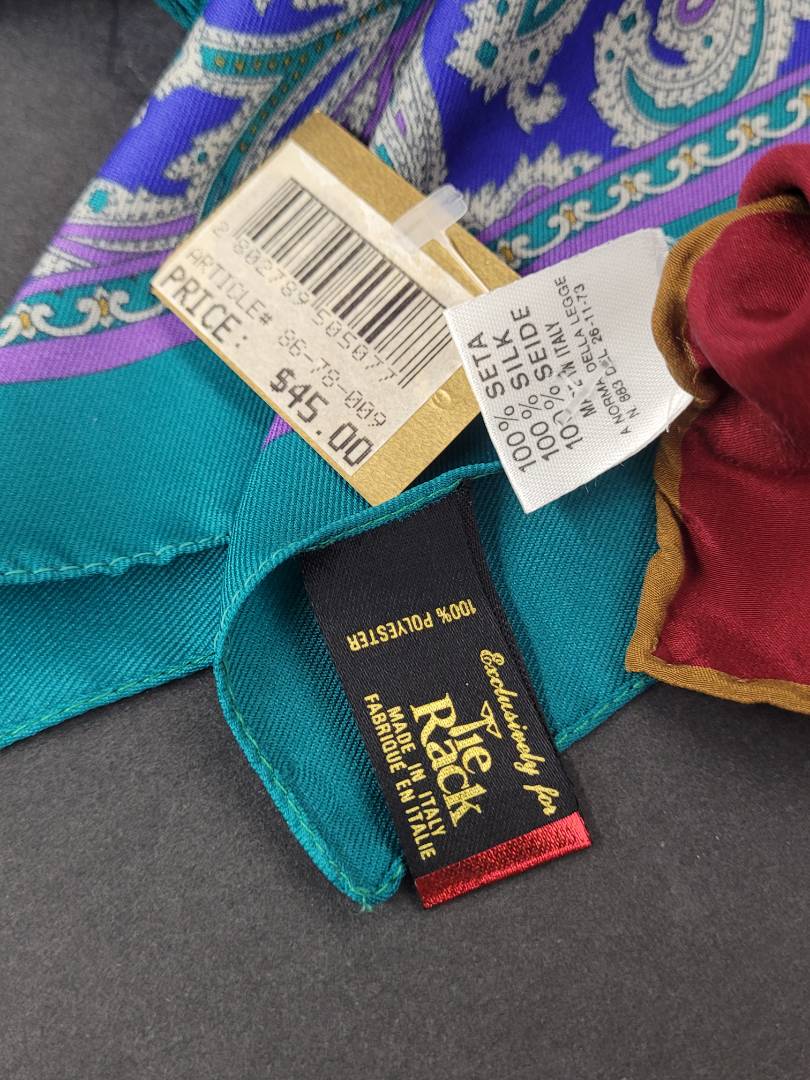 2 802789 505077
ARTICLE# 86-78-009
PRICE:
$45.00
100% SETA
100% SILK
100% SEIDE
MADE IN ITALY
A NORMA DELLA LEGGE
N 883 DEL 26-11-73
100% POLYESTER
Exclusively for
Tie
Rack
MADE IN ITALY
FABRIQUE EN ITALIE